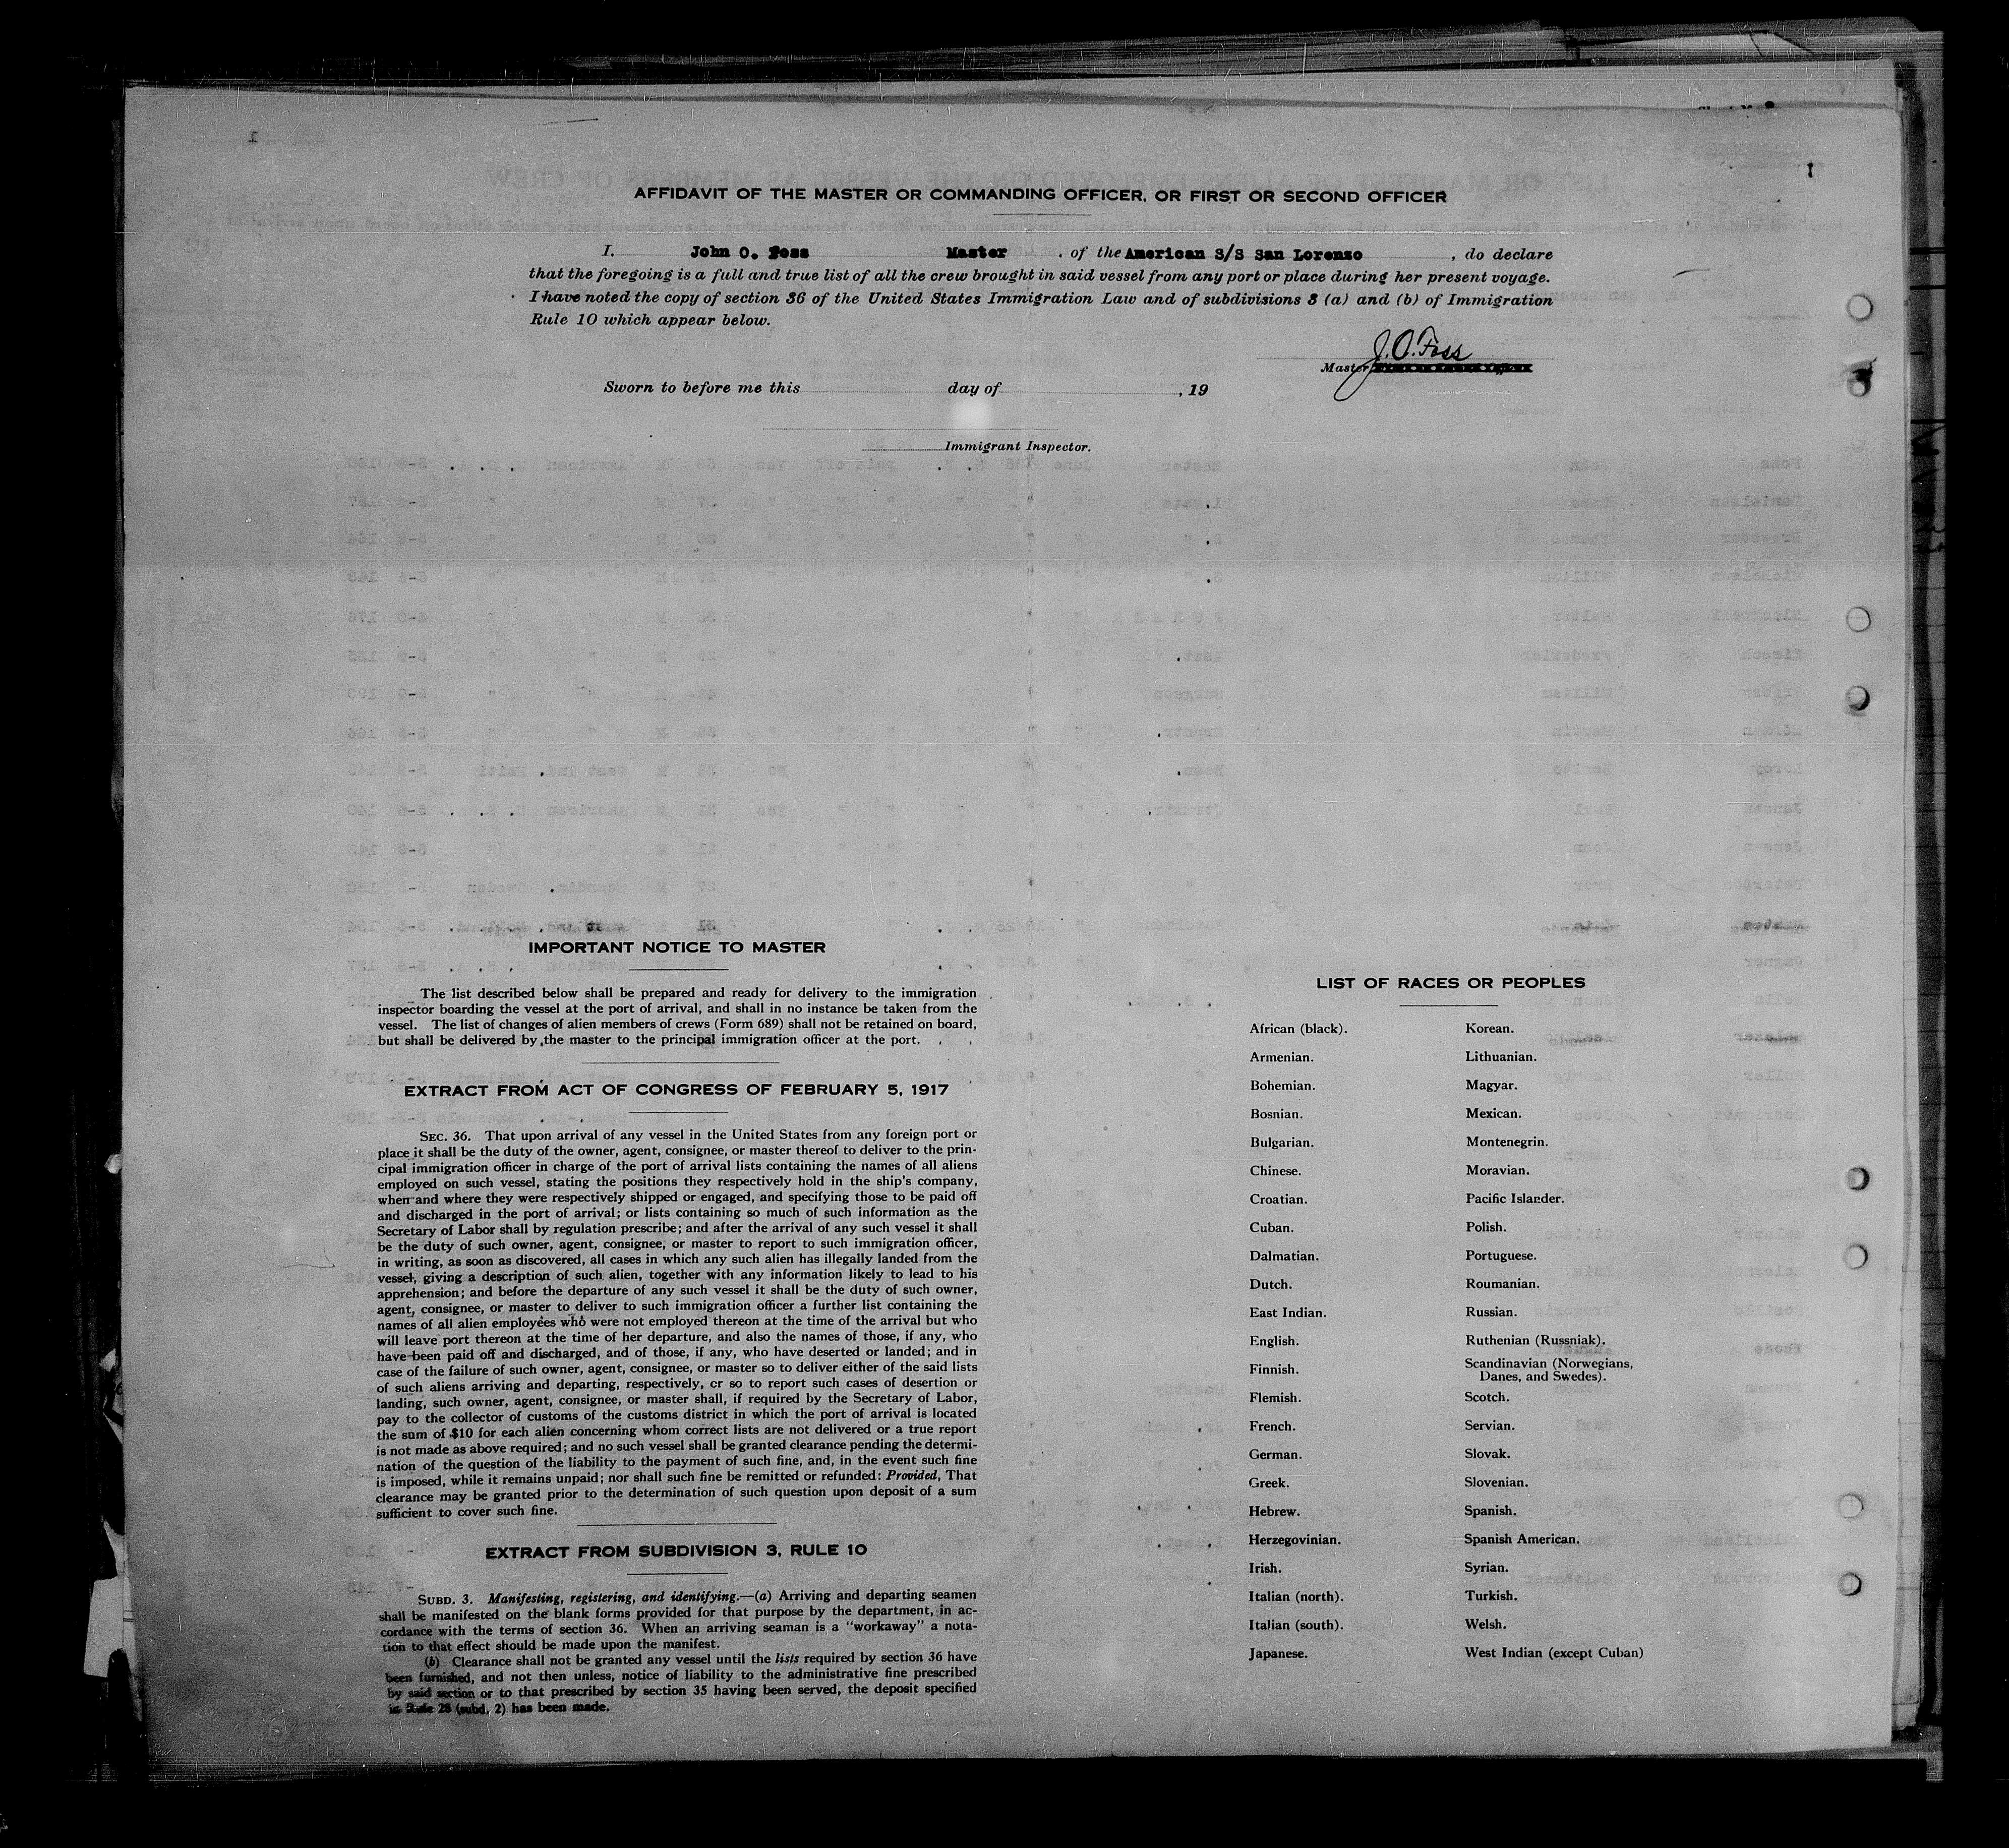 AFFIDAVIT OF THE MASTER OR COMMANDING OFFICER, OR FIRST OR SECOND OFFICER
I, John O. Foss Master , of the American S/S San Lorenzo , do declare
that the foregoing is a full and true list of all the crew brought in said vessel from any port or place during her present voyage.
I have noted the copy of section 36 of the United States Immigration Law and of subdivisions 3 (a) and (b) of Immigration
Rule 10 which appear below.
J.O. Foss
Master
Sworn to before me this day of , 19
Immigrant Inspector.
IMPORTANT NOTICE TO MASTER
The list described below shall be prepared and ready for delivery to the immigration
inspector boarding the vessel at the port of arrival, and shall in no instance be taken from the
vessel. The list of changes of alien members of crews (Form 689) shall not be retained on board,
but shall be delivered by the master to the principal immigration officer at the port.
EXTRACT FROM ACT OF CONGRESS OF FEBRUARY 5, 1917
SEC. 36. That upon arrival of any vessel in the United States from any foreign port or
place it shall be the duty of the owner, agent, consignee, or master thereof to deliver to the prin-
cipal immigration officer in charge of the port of arrival lists containing the names of all aliens
employed on such vessel, stating the positions they respectively hold in the ship's company,
when and where they were respectively shipped or engaged, and specifying those to be paid off
and discharged in the port of arrival; or lists containing so much of such information as the
Secretary of Labor shall by regulation prescribe; and after the arrival of any such vessel it shall
be the duty of such owner, agent, consignee, or master to report to such immigration officer,
in writing, as soon as discovered, all cases in which any such alien has illegally landed from the
vessel, giving a description of such alien, together with any information likely to lead to his
apprehension; and before the departure of any such vessel it shall be the duty of such owner,
agent, consignee, or master to deliver to such immigration officer a further list containing the
names of all alien employees who were not employed thereon at the time of the arrival but who
will leave port thereon at the time of her departure, and also the names of those, if any, who
have been paid off and discharged, and of those, if any, who have deserted or landed; and in
case of the failure of such owner, agent, consignee, or master so to deliver either of the said lists
of such aliens arriving and departing, respectively, or so to report such cases of desertion or
landing, such owner, agent, consignee, or master shall, if required by the Secretary of Labor,
pay to the collector of customs of the customs district in which the port of arrival is located
the sum of $10 for each alien concerning whom correct lists are not delivered or a true report
is not made as above required; and no such vessel shall be granted clearance pending the determi-
nation of the question of the liability to the payment of such fine, and, in the event such fine
is imposed, while it remains unpaid; nor shall such fine be remitted or refunded: Provided, That
clearance may be granted prior to the determination of such question upon deposit of a sum
sufficient to cover such fine.
EXTRACT FROM SUBDIVISION 3, RULE 10
SUBD. 3. Manifesting, registering, and identifying.—(a) Arriving and departing seamen
shall be manifested on the blank forms provided for that purpose by the department, in ac-
cordance with the terms of section 36. When an arriving seaman is a "workaway" a nota-
tion to that effect should be made upon the manifest.
(b) Clearance shall not be granted any vessel until the lists required by section 36 have
been furnished, and not then unless, notice of liability to the administrative fine prescribed
by said section or to that prescribed by section 35 having been served, the deposit specified
in Rule 28 (subd. 2) has been made.
LIST OF RACES OR PEOPLES
African (black). Korean.
Armenian. Lithuanian.
Bohemian. Magyar.
Bosnian. Mexican.
Bulgarian. Montenegrin.
Chinese. Moravian.
Croatian. Pacific Islander.
Cuban. Polish.
Dalmatian. Portuguese.
Dutch. Roumanian.
East Indian. Russian.
English. Ruthenian (Russniak).
Finnish. Scandinavian (Norwegians,
Danes, and Swedes).
Flemish. Scotch.
French. Servian.
German. Slovak.
Greek. Slovenian.
Hebrew. Spanish.
Herzegovinian. Spanish American.
Irish. Syrian.
Italian (north). Turkish.
Italian (south). Welsh.
Japanese. West Indian (except Cuban)